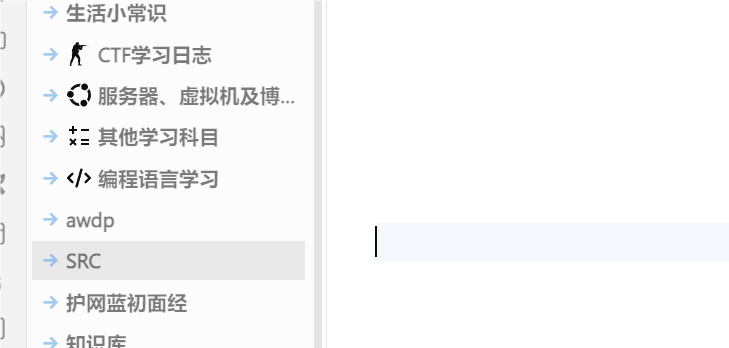 生活小常识
CTF学习日志
服务器、虚拟机及博...
其他学习科目
编程语言学习
awdp
SRC
护网蓝初面经
知识库